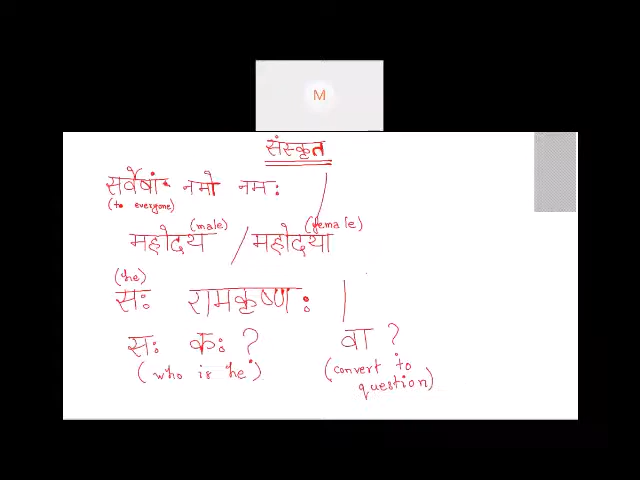 M
संस्कृत
सर्वेषां नमो नमः |
(to everyone)
(male) (female)
महोदय / महोदया
(he)
सः रामकृष्णः |
सः कः ? वा ?
(who is he) (convert to question)